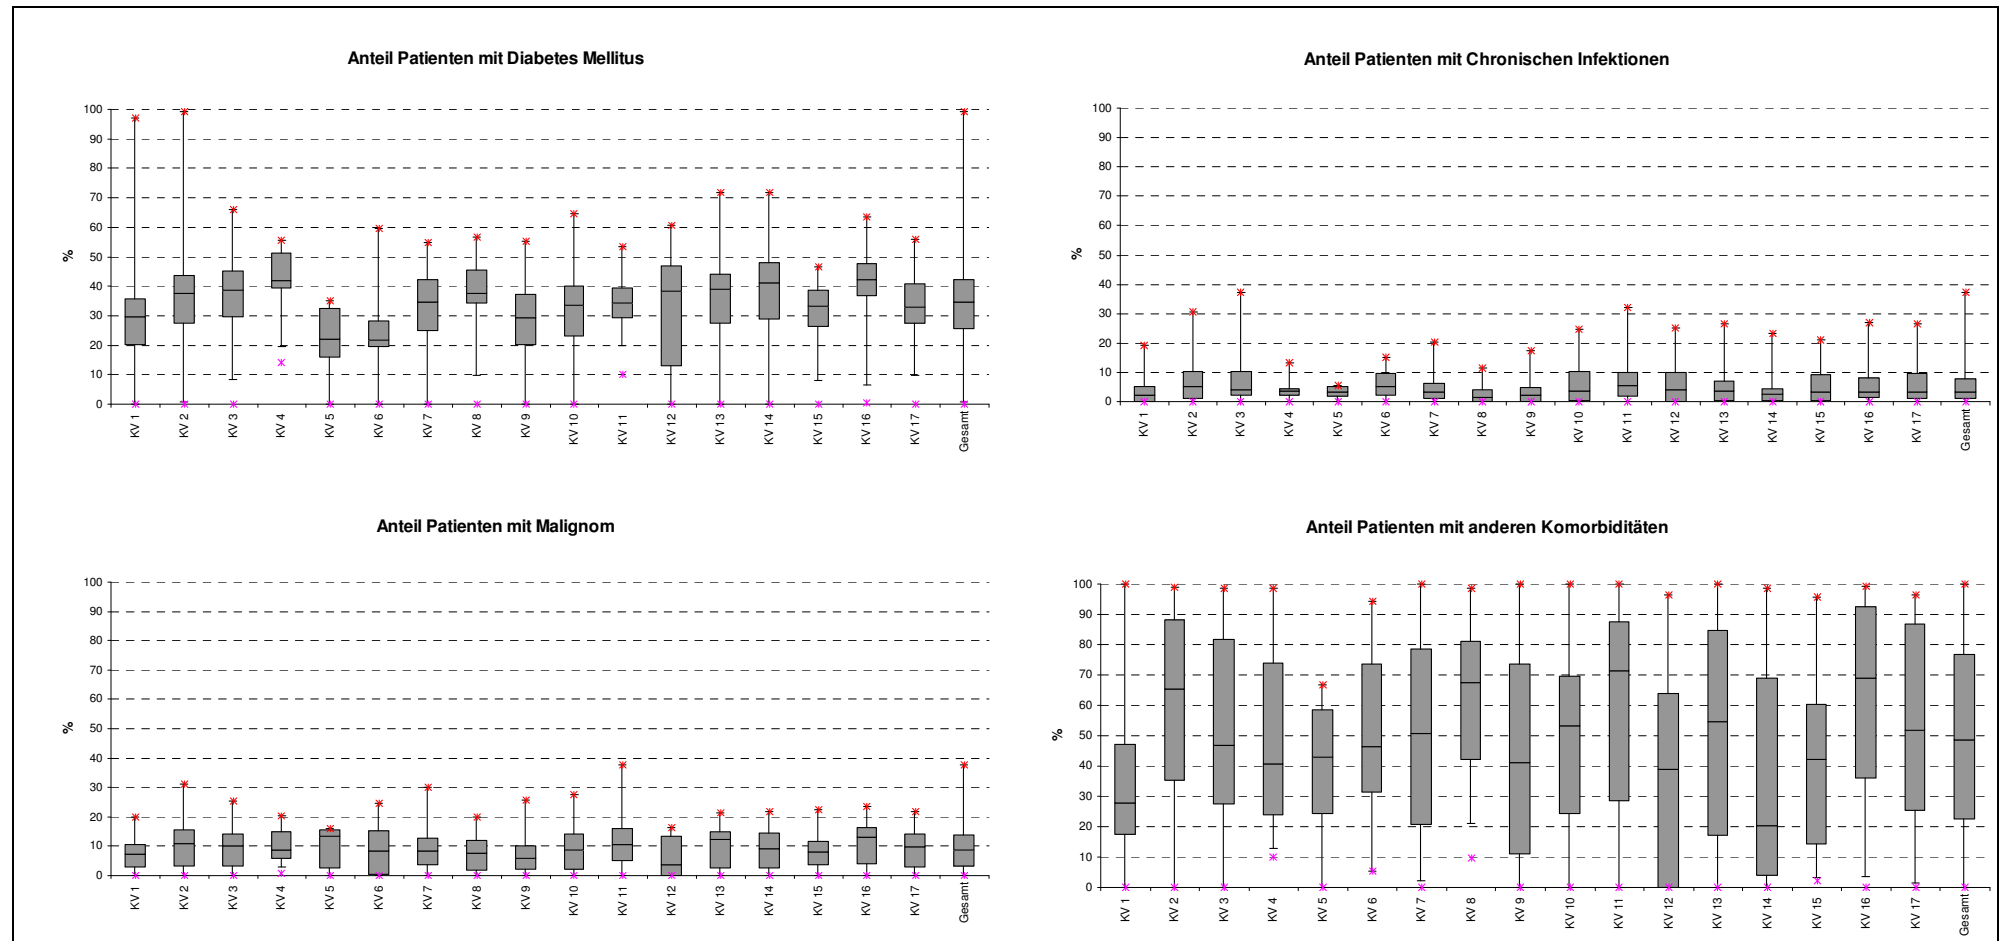 Anteil Patienten mit Diabetes Mellitus
%
100
90
80
70
60
50
40
30
20
10
0
KV 1
KV 2
KV 3
KV 4
KV 5
KV 6
KV 7
KV 8
KV 9
KV 10
KV 11
KV 12
KV 13
KV 14
KV 15
KV 16
KV 17
Gesamt
Anteil Patienten mit Chronischen Infektionen
%
100
90
80
70
60
50
40
30
20
10
0
KV 1
KV 2
KV 3
KV 4
KV 5
KV 6
KV 7
KV 8
KV 9
KV 10
KV 11
KV 12
KV 13
KV 14
KV 15
KV 16
KV 17
Gesamt
Anteil Patienten mit Malignom
%
100
90
80
70
60
50
40
30
20
10
0
KV 1
KV 2
KV 3
KV 4
KV 5
KV 6
KV 7
KV 8
KV 9
KV 10
KV 11
KV 12
KV 13
KV 14
KV 15
KV 16
KV 17
Gesamt
Anteil Patienten mit anderen Komorbiditäten
%
100
90
80
70
60
50
40
30
20
10
0
KV 1
KV 2
KV 3
KV 4
KV 5
KV 6
KV 7
KV 8
KV 9
KV 10
KV 11
KV 12
KV 13
KV 14
KV 15
KV 16
KV 17
Gesamt